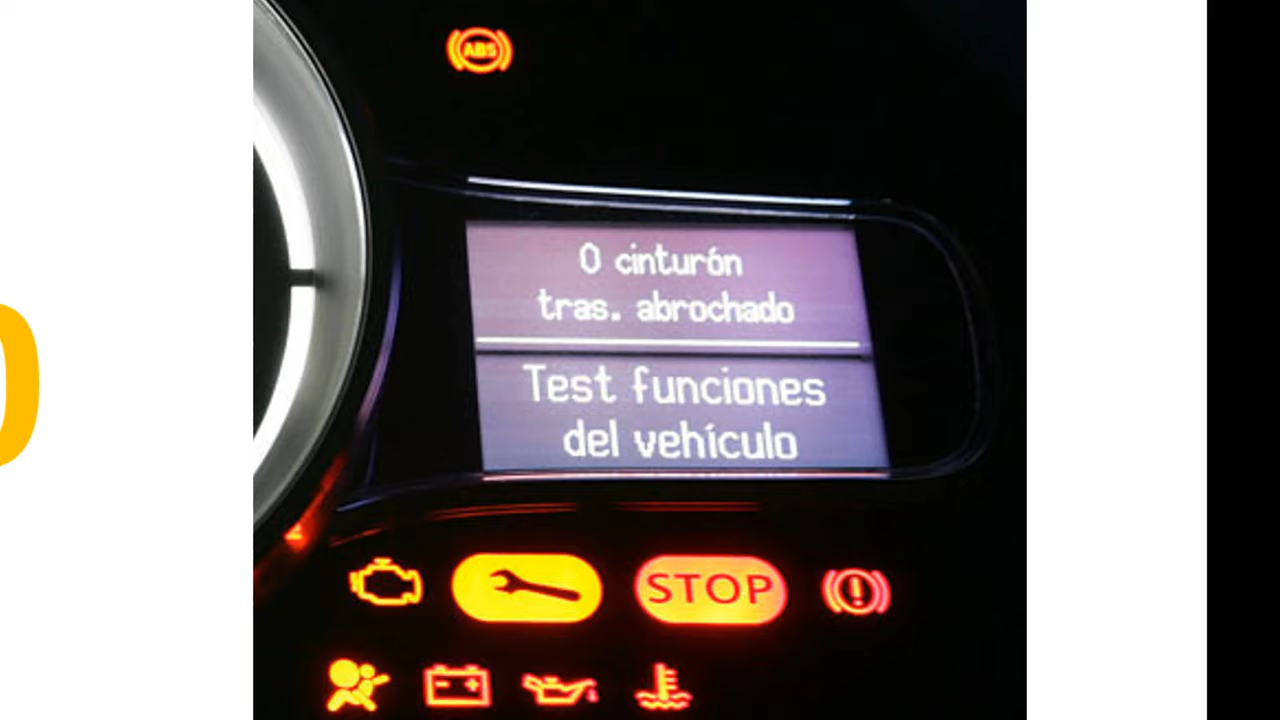 ABS
0 cinturón
tras. abrochado
Test funciones
del vehículo
STOP